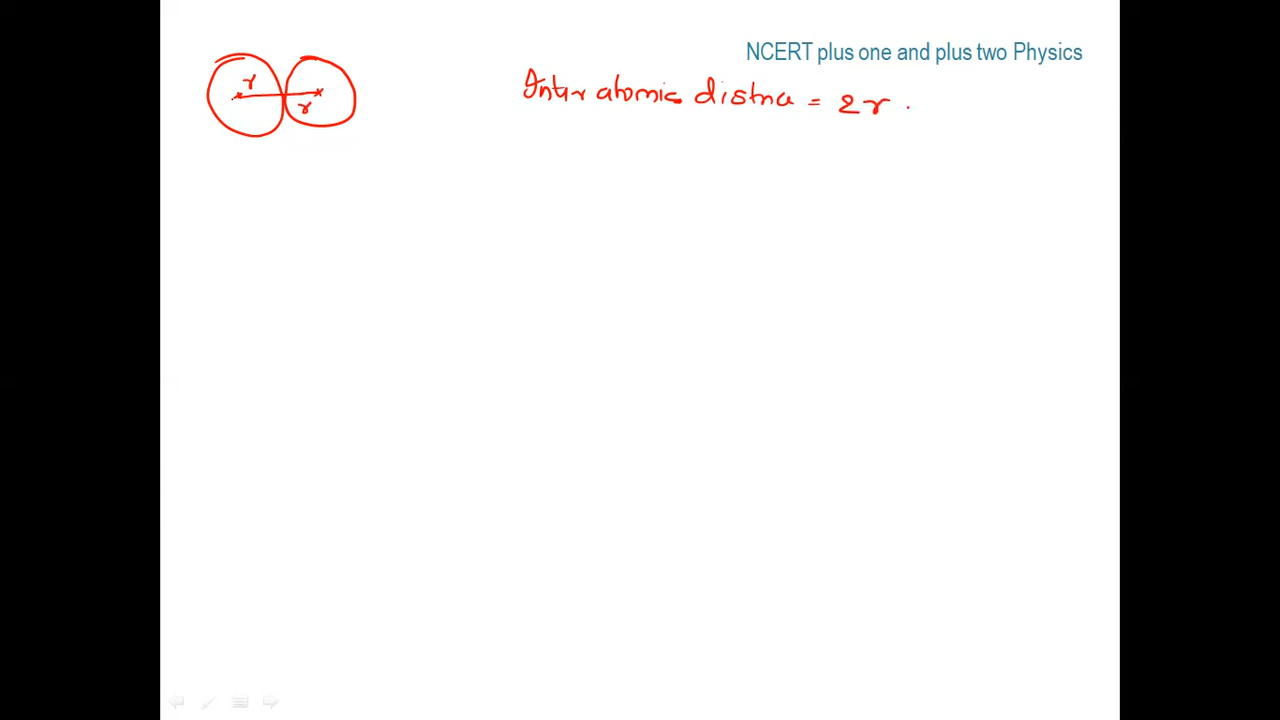 NCERT plus one and plus two Physics
r
r
Inter atomic distna = 2r.